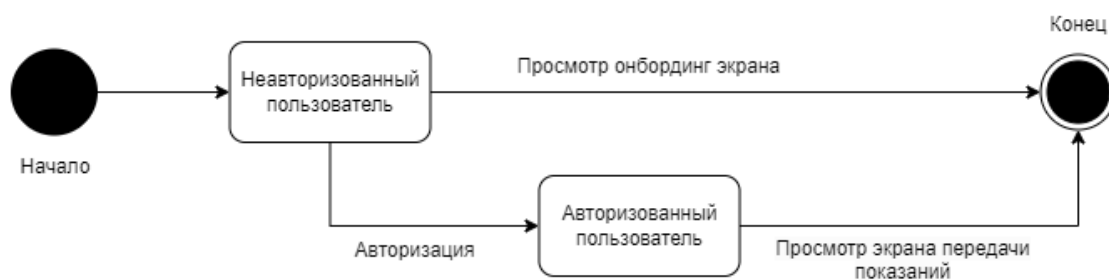 Конец
Неавторизованный
пользователь
Просмотр онбординг экрана
Начало
Авторизованный
пользователь
Авторизация
Просмотр экрана передачи
показаний